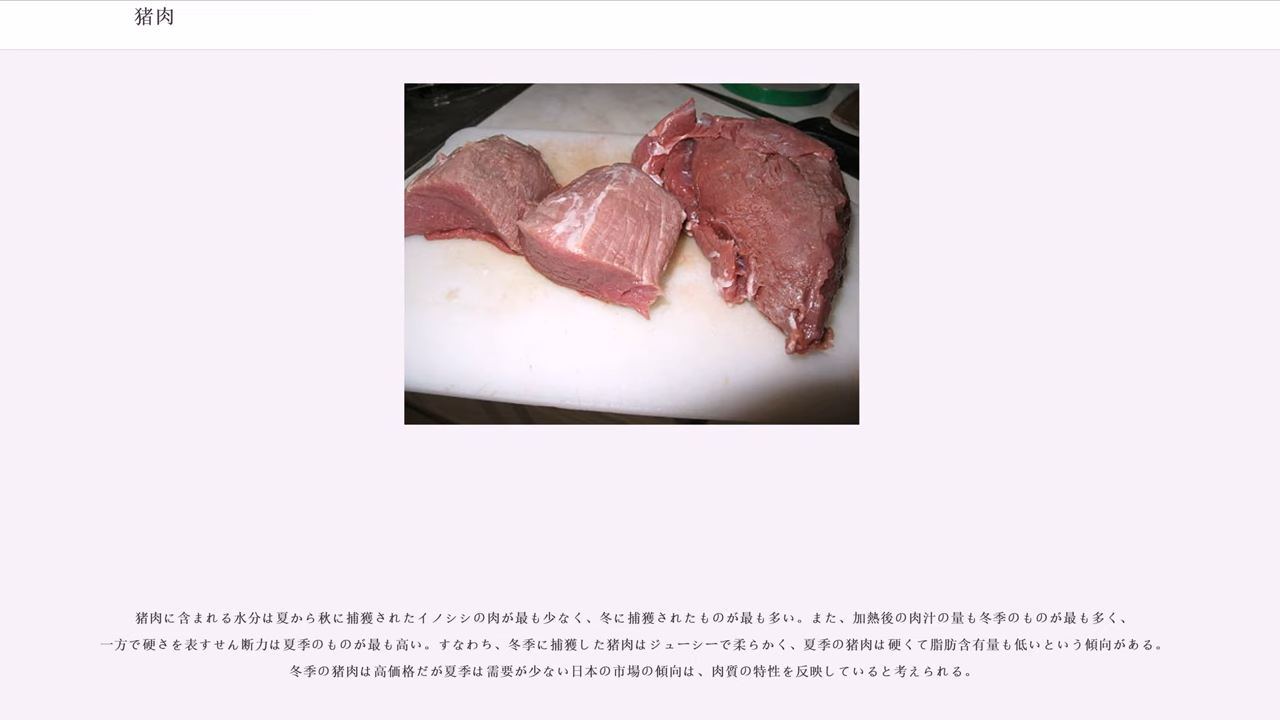 猪肉
猪肉に含まれる水分は夏から秋に捕獲されたイノシシの肉が最も少なく、冬に捕獲されたものが最も多い。また、加熱後の肉汁の量も冬季のものが最も多く、
一方で硬さを表すせん断力は夏季のものが最も高い。すなわち、冬季に捕獲した猪肉はジューシーで柔らかく、夏季の猪肉は硬くて脂肪含有量も低いという傾向がある。
冬季の猪肉は高価格だが夏季は需要が少ない日本の市場の傾向は、肉質の特性を反映していると考えられる。